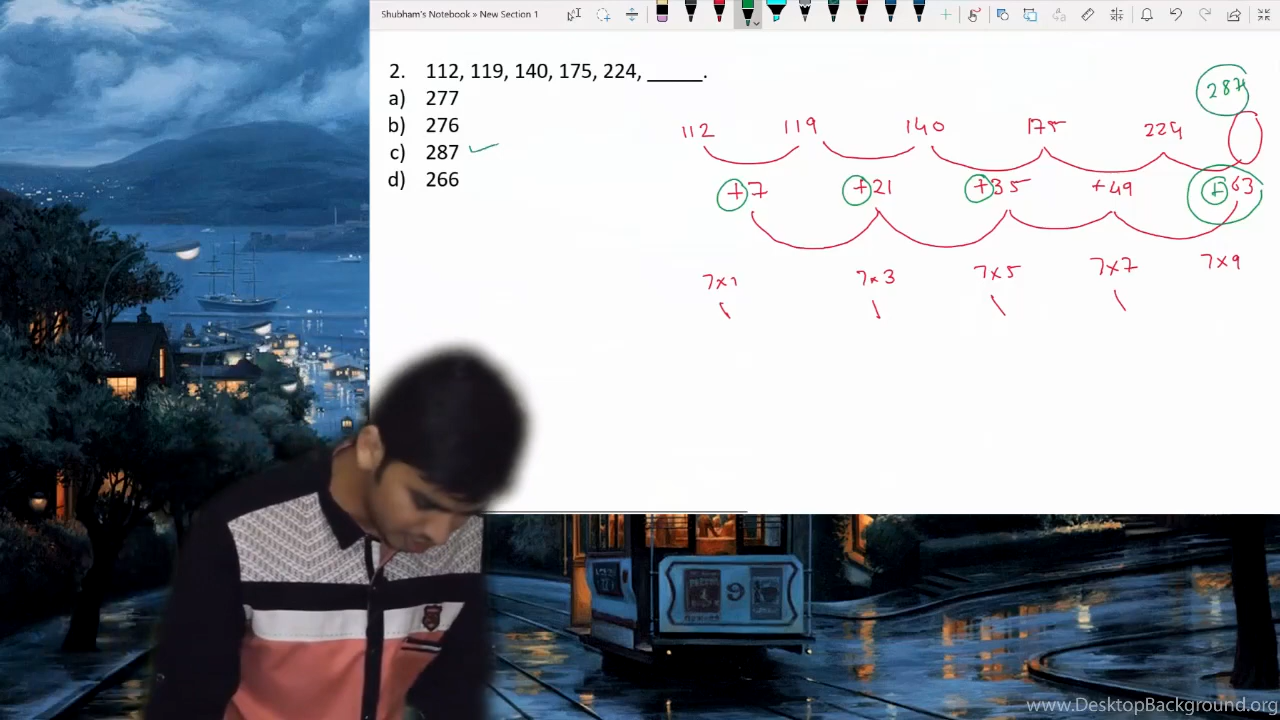 Shubham's Notebook » New Section 1
2. 112, 119, 140, 175, 224, _____.
a) 277
b) 276
c) 287
d) 266
287
112 119 140 175 224
+7 +21 +35 +49 +63
7×1 7×3 7×5 7×7 7×9
9
www.DesktopBackground.org